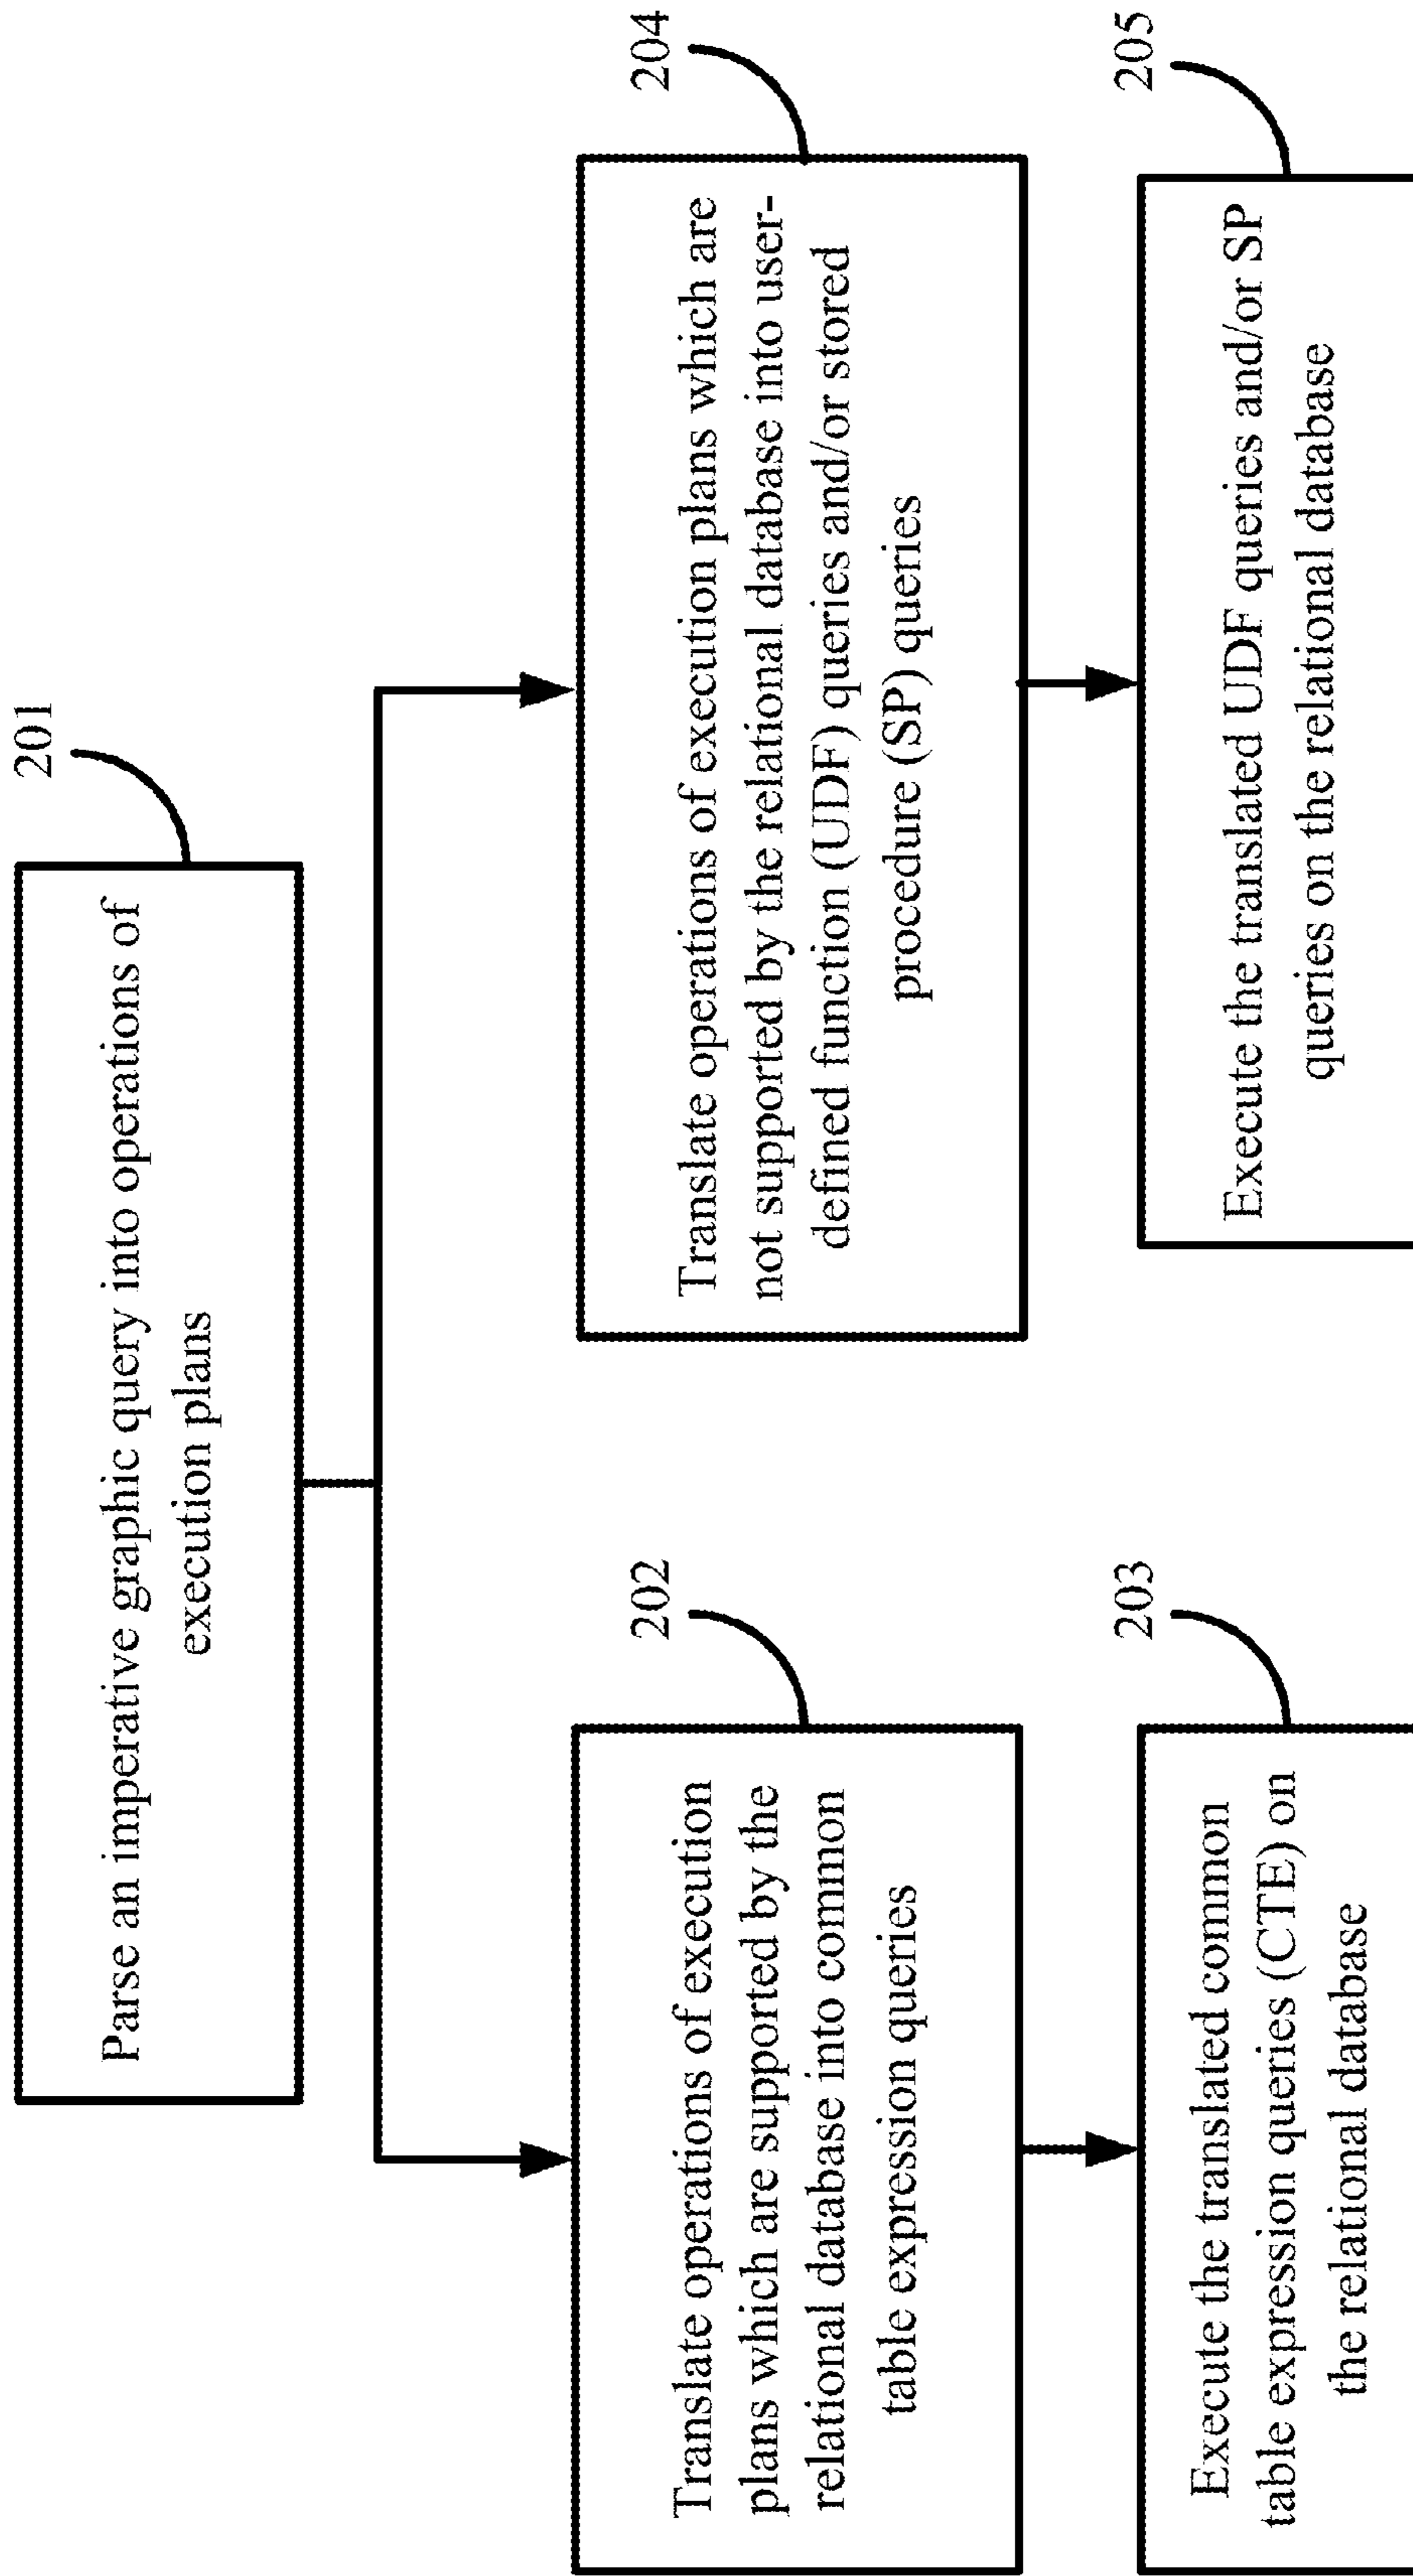 201
Parse an imperative graphic query into operations of
execution plans
202
Translate operations of execution
plans which are supported by the
relational database into common
table expression queries
204
Translate operations of execution plans which are
not supported by the relational database into user-
defined function (UDF) queries and/or stored
procedure (SP) queries
203
Execute the translated common
table expression queries (CTE) on
the relational database
205
Execute the translated UDF queries and/or SP
queries on the relational database